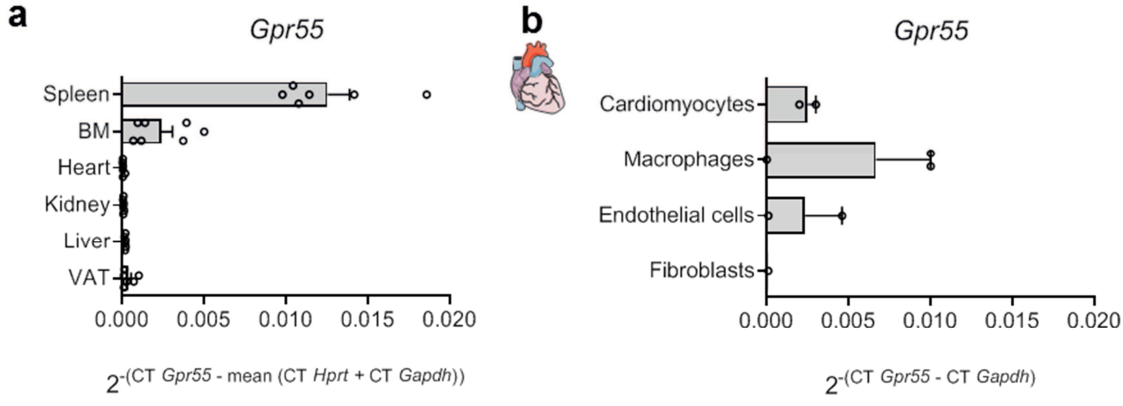 a
Gpr55
Spleen
BM
Heart
Kidney
Liver
VAT
0.000 0.005 0.010 0.015 0.020
2-(CT Gpr55 - mean (CT Hprt + CT Gapdh))
b
Gpr55
Cardiomyocytes
Macrophages
Endothelial cells
Fibroblasts
0.000 0.005 0.010 0.015 0.020
2-(CT Gpr55 - CT Gapdh)